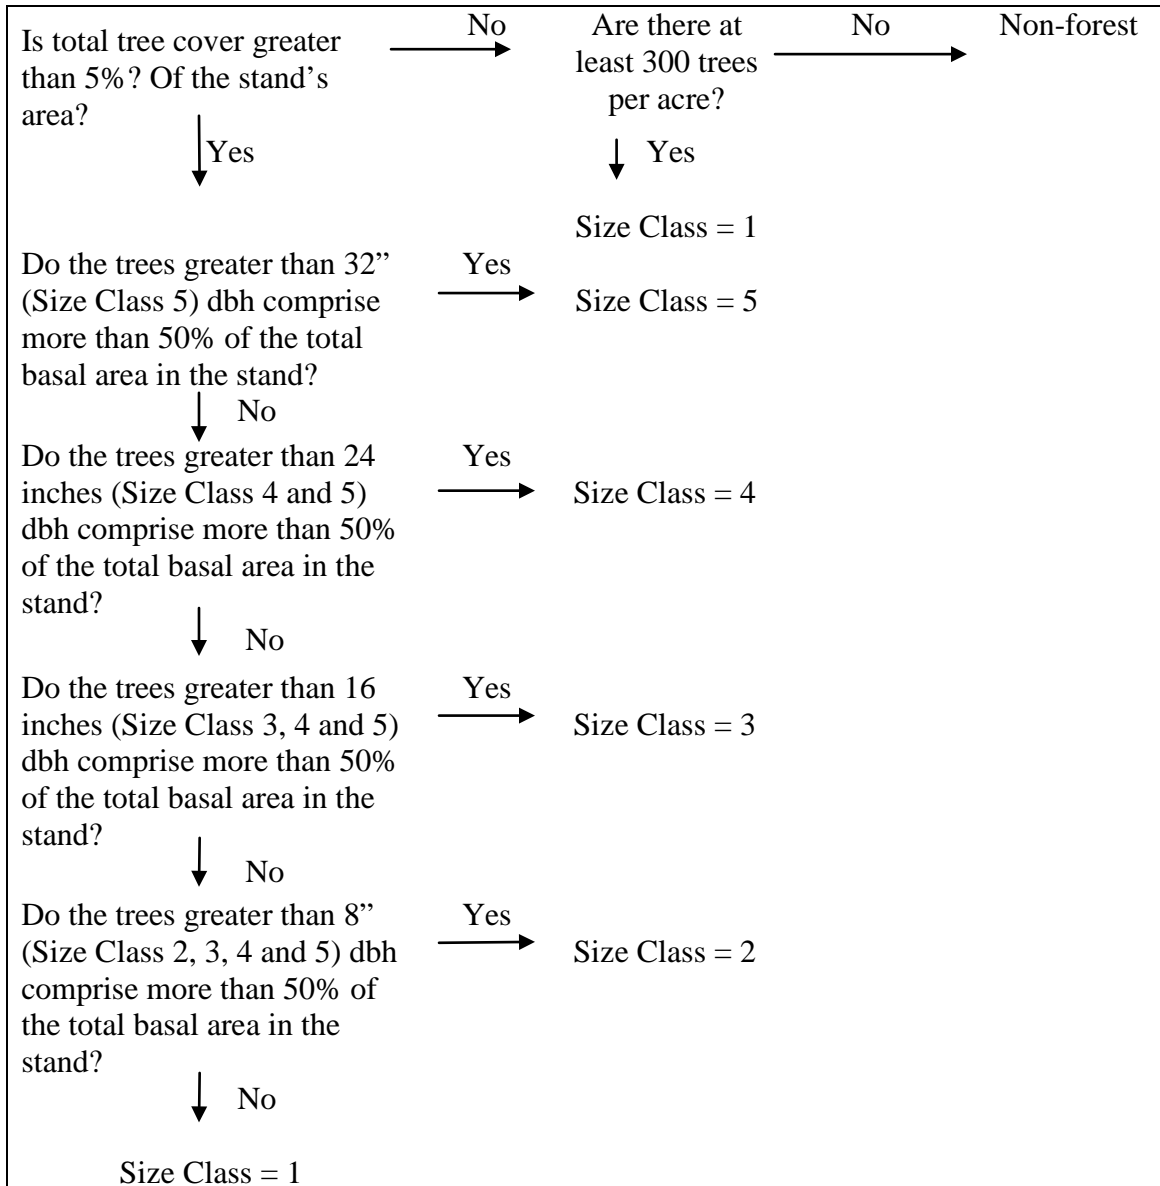 Is total tree cover greater
than 5%? Of the stand’s
area?
No
Are there at
least 300 trees
per acre?
No
Non-forest
Yes
Yes
Size Class = 1
Do the trees greater than 32”
(Size Class 5) dbh comprise
more than 50% of the total
basal area in the stand?
Yes
Size Class = 5
No
Do the trees greater than 24
inches (Size Class 4 and 5)
dbh comprise more than 50%
of the total basal area in the
stand?
Yes
Size Class = 4
No
Do the trees greater than 16
inches (Size Class 3, 4 and 5)
dbh comprise more than 50%
of the total basal area in the
stand?
Yes
Size Class = 3
No
Do the trees greater than 8”
(Size Class 2, 3, 4 and 5) dbh
comprise more than 50% of
the total basal area in the
stand?
Yes
Size Class = 2
No
Size Class = 1